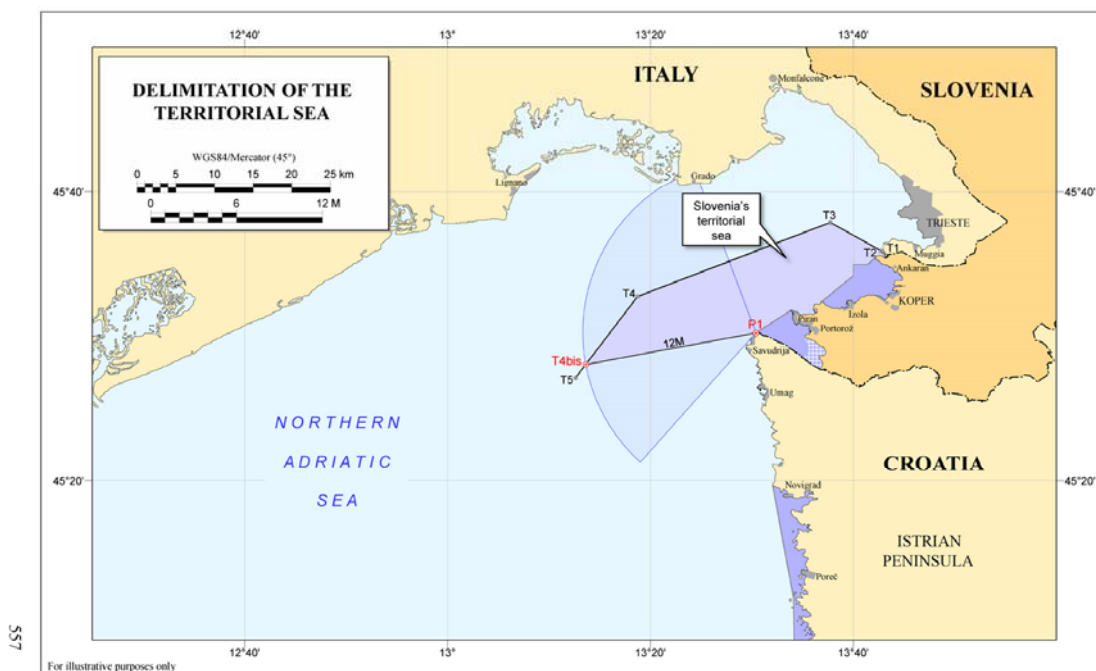 12°40'
13°
13°20'
13°40'
DELIMITATION OF THE
TERRITORIAL SEA
WGS84/Mercator (45°)
0 5 10 15 20 25 km
0 6 12 M
ITALY
SLOVENIA
Monfalcone
45°40'
45°40'
Lignano
Grado
Slovenia's
territorial
sea
T3
TRIESTE
T2
T1
Muggia
Ankaran
KOPER
T4
Izola
P1
Piran
Portorož
12M
Savudrija
T4bis
T5
Umag
NORTHERN
ADRIATIC
SEA
CROATIA
45°20'
45°20'
Novigrad
ISTRIAN
PENINSULA
Poreč
557
12°40'
13°
13°20'
13°40'
For illustrative purposes only